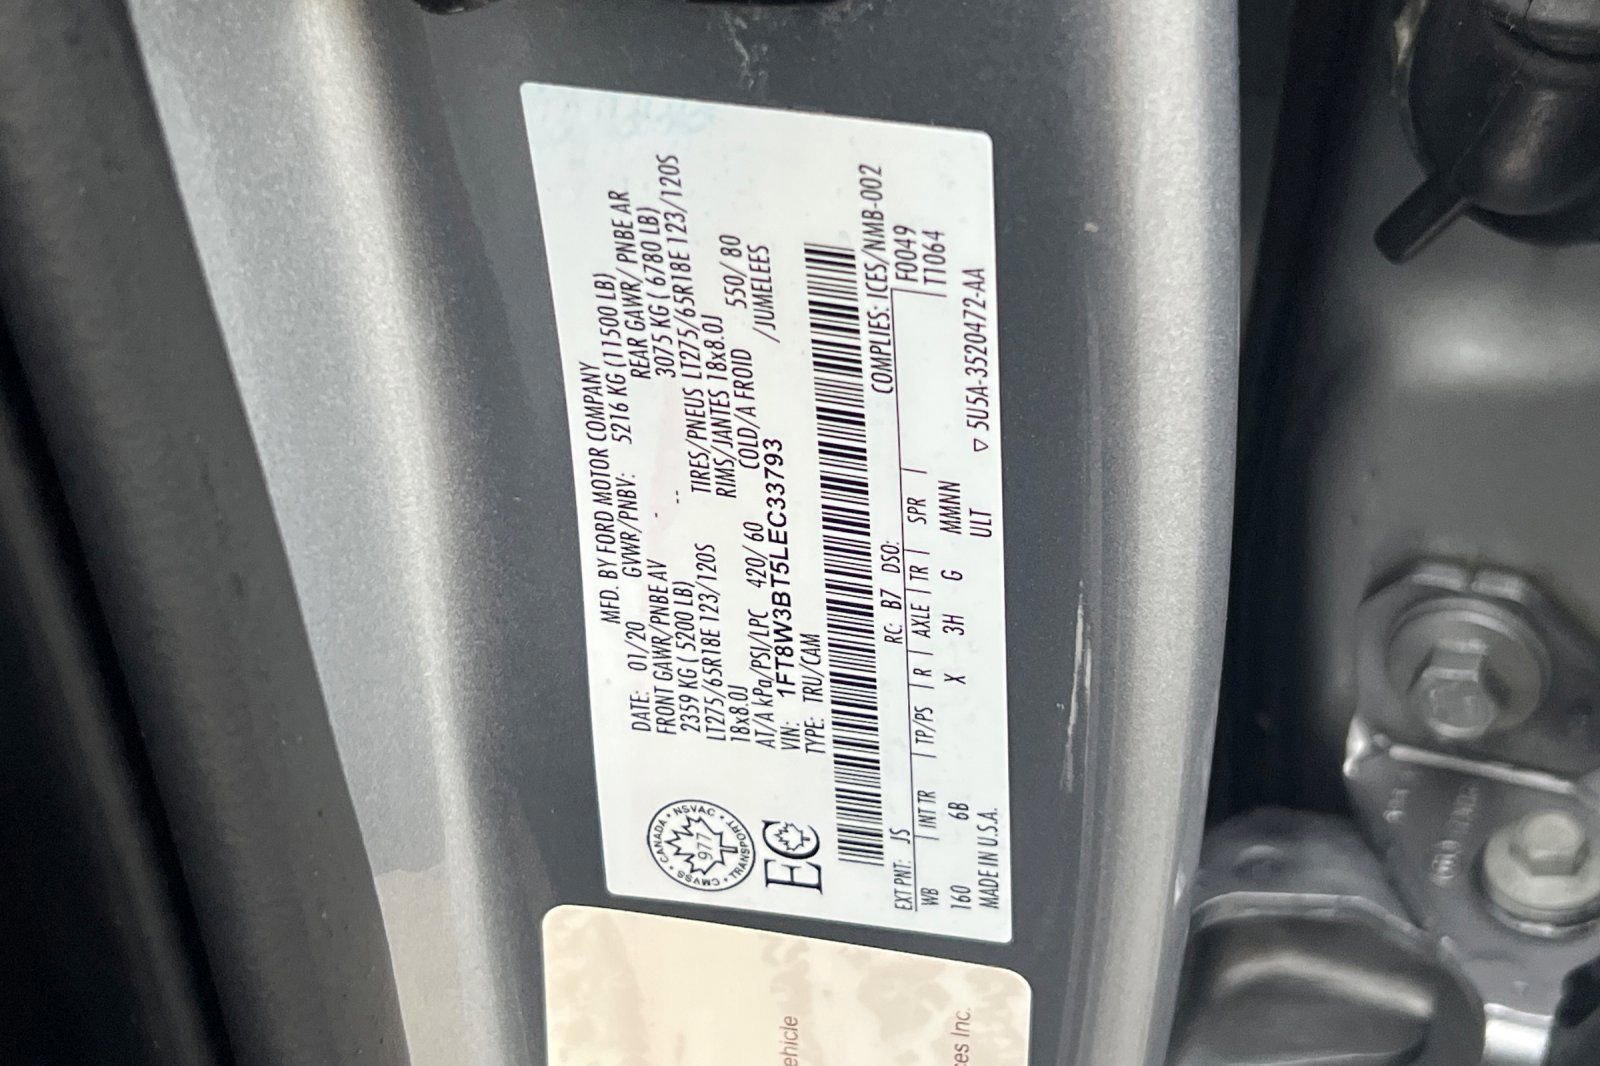 MFD. BY FORD MOTOR COMPANY
DATE: 01/20 GVWR/PNBV: 5216 KG (11500 LB)
FRONT GAWR/PNBE AV REAR GAWR/ PNBE AR
2359 KG ( 5200 LB) 3075 KG ( 6780 LB)
LT275/65R18E 123/120S TIRES/PNEUS LT275/65R18E 123/120S
18x8.0J RIMS/JANTES 18x8.0J
AT/A kPa/PSI/LPC 420/ 60 COLD/A FROID 550/ 80
VIN: 1FT8W3BT5LEC33793 /JUMELEES
TYPE: TRU/CAM
CANADA • NSVAC • TRANSPORT • CMVSS •
977
EC
COMPLIES: ICES/NMB-002
EXT PNT: JS RC: B7 DSO: F0049
WB | INT TR | TP/PS | R | AXLE | TR | SPR | T1064
160 6B X 3H G MMNN
MADE IN U.S.A. ULT ▽ 5U5A-3520472-AA
ehicle
ces Inc.